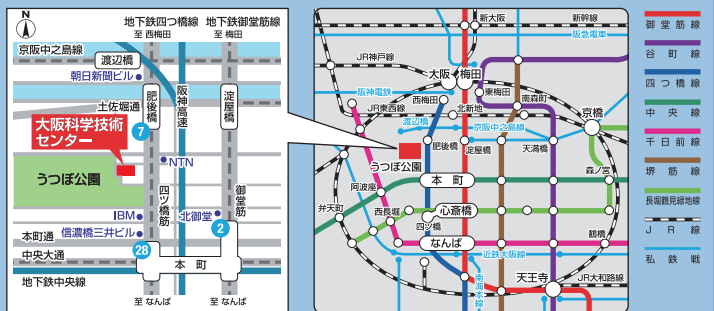 N
地下鉄四つ橋線
至 西梅田
地下鉄御堂筋線
至 梅田
京阪中之島線
渡辺橋
朝日新聞ビル
土佐堀通
肥後橋
阪神高速
淀屋橋
7
大阪科学技術
センター
NTN
うつぼ公園
四ツ橋筋
御堂筋
IBM
北御堂
信濃橋三井ビル
2
本町通
28
中央大通
本町
地下鉄中央線
至 なんば
至 なんば
新大阪
新幹線
阪急電車
JR神戸線
大阪
梅田
阪神電鉄
西梅田
東梅田
南森町
JR東西線
北新地
京橋
渡辺橋
京阪中之島線
肥後橋
淀屋橋
天満橋
うつぼ公園
森ノ宮
阿波座
本町
弁天町
西長堀
心斎橋
四ツ橋
なんば
鶴橋
近鉄大阪線
南海本線
天王寺
JR大和路線
御堂筋線
谷町線
四つ橋線
中央線
千日前線
堺筋線
長堀鶴見緑地線
JR線
私鉄戦